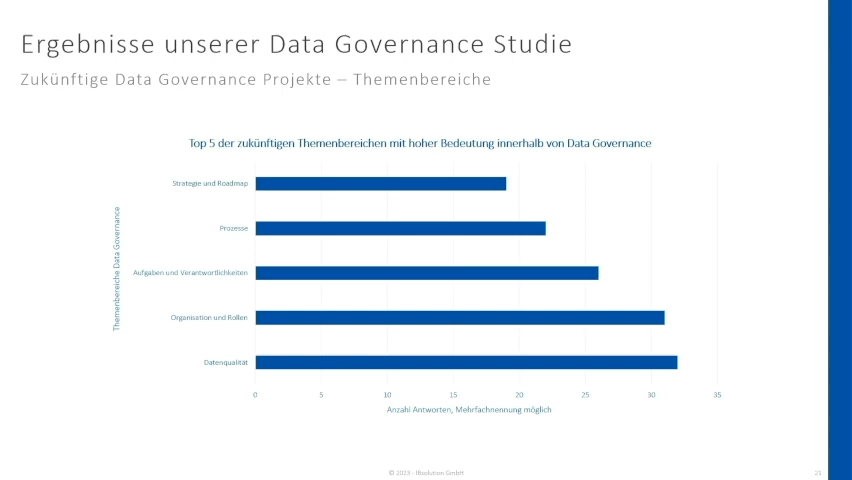 Ergebnisse unserer Data Governance Studie
Zukünftige Data Governance Projekte – Themenbereiche
Top 5 der zukünftigen Themenbereichen mit hoher Bedeutung innerhalb von Data Governance
Themenbereiche Data Governance
Strategie und Roadmap
Prozesse
Aufgaben und Verantwortlichkeiten
Organisation und Rollen
Datenqualität
0 5 10 15 20 25 30 35
Anzahl Antworten, Mehrfachnennung möglich
© 2023 - IBsolution GmbH
21